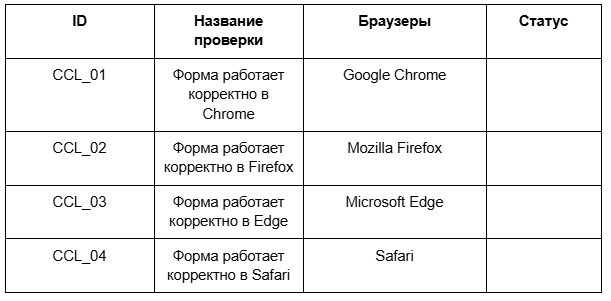 ID Название Браузеры Статус
проверки
CCL_01 Форма работает Google Chrome
корректно в
Chrome
CCL_02 Форма работает Mozilla Firefox
корректно в Firefox
CCL_03 Форма работает Microsoft Edge
корректно в Edge
CCL_04 Форма работает Safari
корректно в Safari